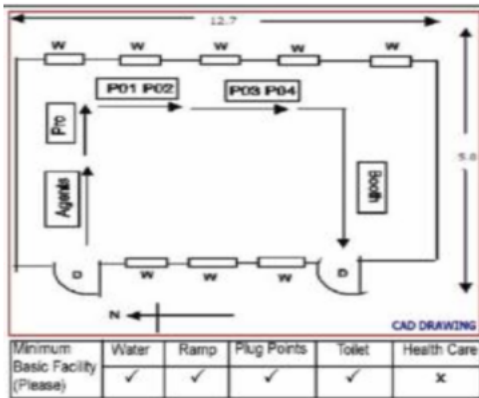 12.7
W W W W W
P01 P02
P03 P04
Pro
5.8
Agents
Booth
D
W W W
D
N
CAD DRAWING
Minimum Basic Facility (Please)
Water Ramp Plug Points Toilet Health Care
✓ ✓ ✓ ✓ x